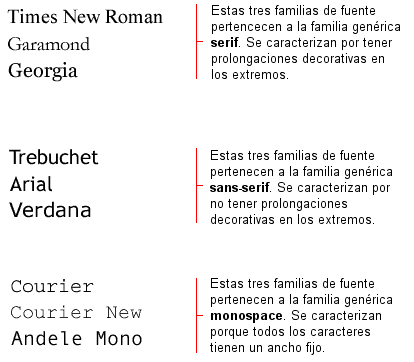 Times New Roman
Garamond
Georgia
Estas tres familias de fuente
pertencecen a la familia genérica
serif. Se caracterizan por tener
prolongaciones decorativas en
los extremos.
Trebuchet
Arial
Verdana
Estas tres familias de fuente
pertenecen a la familia genérica
sans-serif. Se caracterizan por
no tener prolongaciones
decorativas en los extremos.
Courier
Courier New
Andele Mono
Estas tres familias de fuente
pertenecen a la familia genérica
monospace. Se caracterizan
porque todos los caracteres
tienen un ancho fijo.